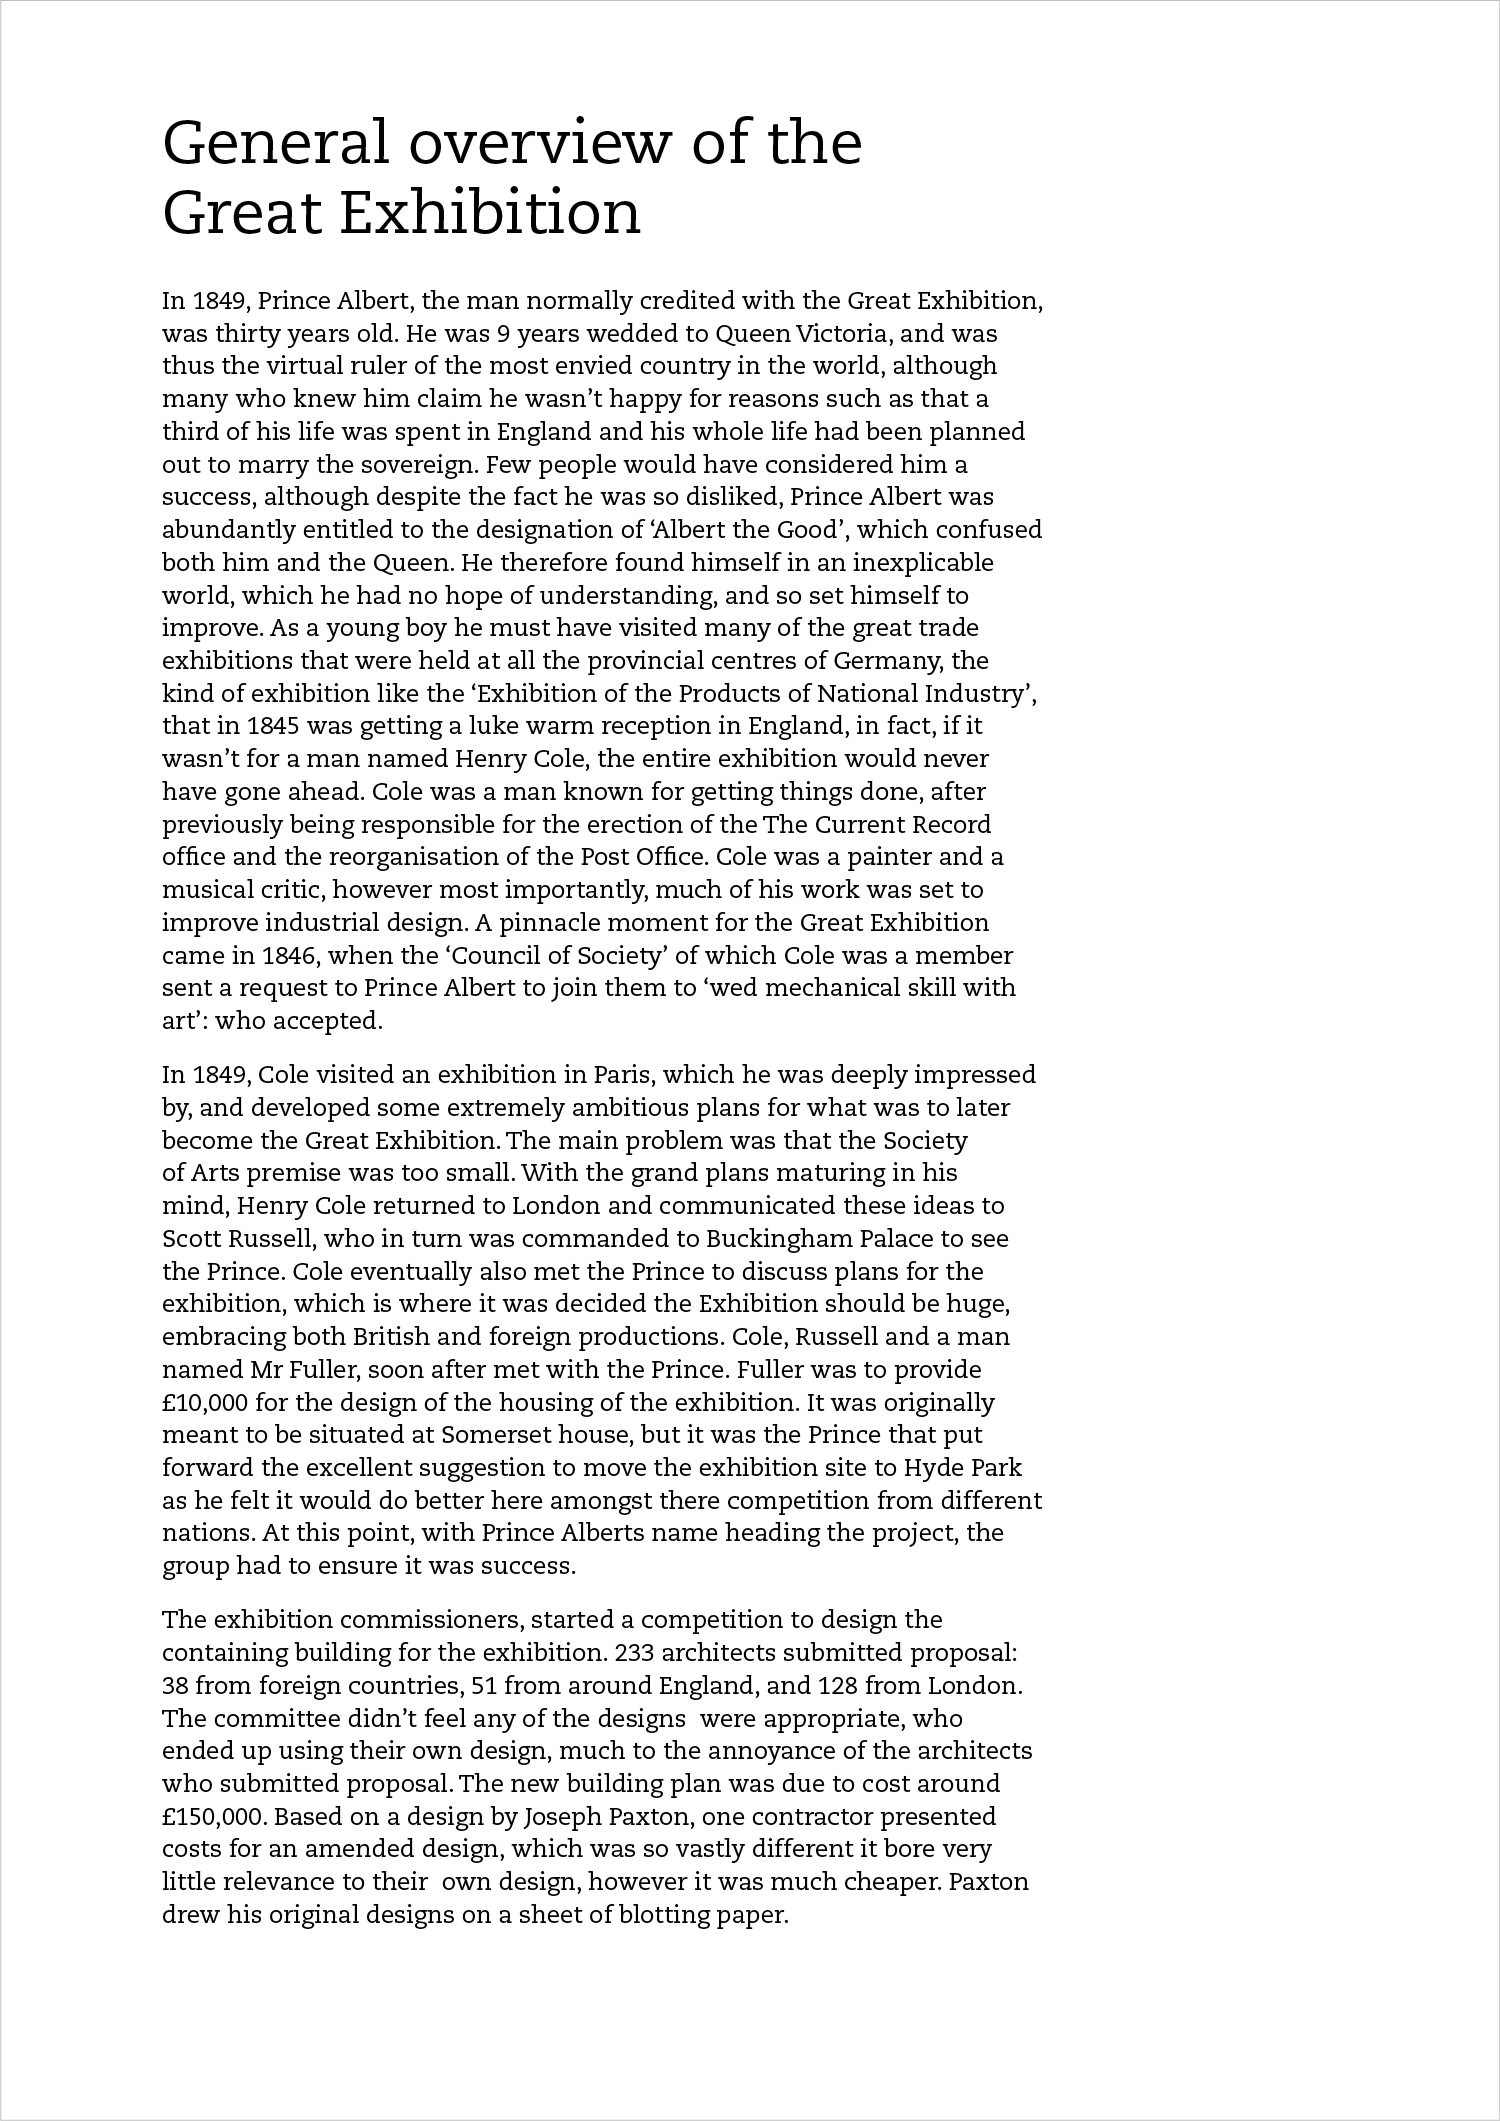 General overview of the
Great Exhibition
In 1849, Prince Albert, the man normally credited with the Great Exhibition,
was thirty years old. He was 9 years wedded to Queen Victoria, and was
thus the virtual ruler of the most envied country in the world, although
many who knew him claim he wasn’t happy for reasons such as that a
third of his life was spent in England and his whole life had been planned
out to marry the sovereign. Few people would have considered him a
success, although despite the fact he was so disliked, Prince Albert was
abundantly entitled to the designation of ‘Albert the Good’, which confused
both him and the Queen. He therefore found himself in an inexplicable
world, which he had no hope of understanding, and so set himself to
improve. As a young boy he must have visited many of the great trade
exhibitions that were held at all the provincial centres of Germany, the
kind of exhibition like the ‘Exhibition of the Products of National Industry’,
that in 1845 was getting a luke warm reception in England, in fact, if it
wasn’t for a man named Henry Cole, the entire exhibition would never
have gone ahead. Cole was a man known for getting things done, after
previously being responsible for the erection of the The Current Record
office and the reorganisation of the Post Office. Cole was a painter and a
musical critic, however most importantly, much of his work was set to
improve industrial design. A pinnacle moment for the Great Exhibition
came in 1846, when the ‘Council of Society’ of which Cole was a member
sent a request to Prince Albert to join them to ‘wed mechanical skill with
art’: who accepted.
In 1849, Cole visited an exhibition in Paris, which he was deeply impressed
by, and developed some extremely ambitious plans for what was to later
become the Great Exhibition. The main problem was that the Society
of Arts premise was too small. With the grand plans maturing in his
mind, Henry Cole returned to London and communicated these ideas to
Scott Russell, who in turn was commanded to Buckingham Palace to see
the Prince. Cole eventually also met the Prince to discuss plans for the
exhibition, which is where it was decided the Exhibition should be huge,
embracing both British and foreign productions. Cole, Russell and a man
named Mr Fuller, soon after met with the Prince. Fuller was to provide
£10,000 for the design of the housing of the exhibition. It was originally
meant to be situated at Somerset house, but it was the Prince that put
forward the excellent suggestion to move the exhibition site to Hyde Park
as he felt it would do better here amongst there competition from different
nations. At this point, with Prince Alberts name heading the project, the
group had to ensure it was success.
The exhibition commissioners, started a competition to design the
containing building for the exhibition. 233 architects submitted proposal:
38 from foreign countries, 51 from around England, and 128 from London.
The committee didn’t feel any of the designs  were appropriate, who
ended up using their own design, much to the annoyance of the architects
who submitted proposal. The new building plan was due to cost around
£150,000. Based on a design by Joseph Paxton, one contractor presented
costs for an amended design, which was so vastly different it bore very
little relevance to their  own design, however it was much cheaper. Paxton
drew his original designs on a sheet of blotting paper.